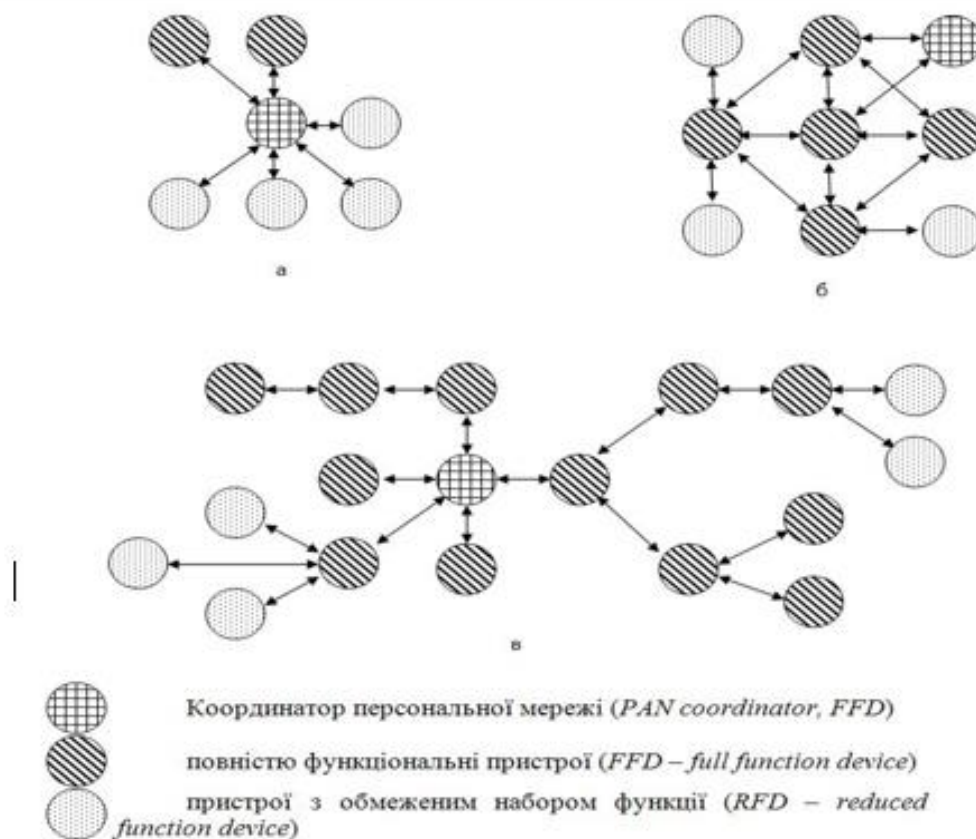 а
б
в
Координатор персональної мережі (PAN coordinator, FFD)
повністю функціональні пристрої (FFD – full function device)
пристрої з обмеженим набором функції (RFD – reduced
function device)